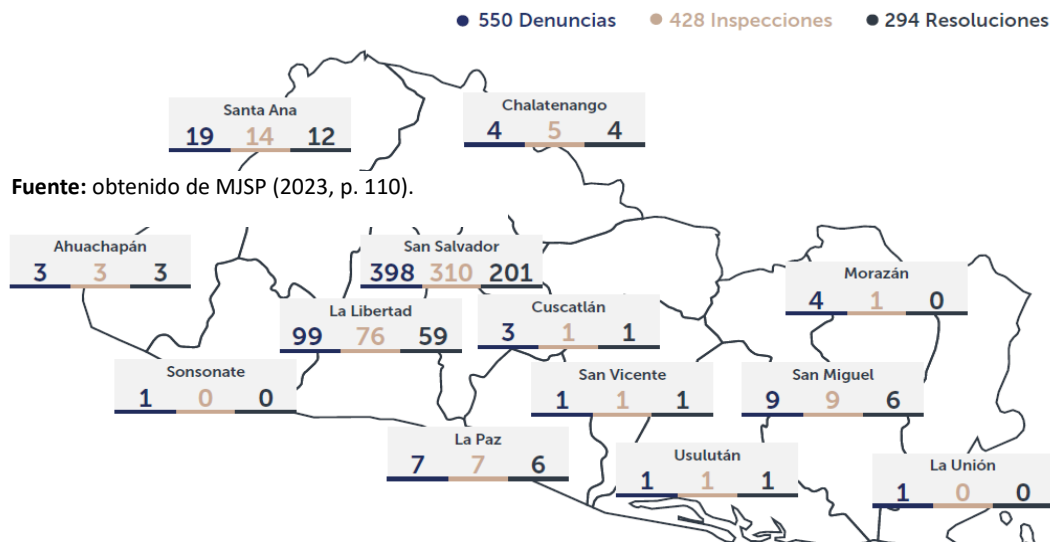 550 Denuncias 428 Inspecciones 294 Resoluciones
Santa Ana
19 14 12
Chalatenango
4 5 4
Fuente: obtenido de MJSP (2023, p. 110).
Ahuachapán
3 3 3
San Salvador
398 310 201
Morazán
4 1 0
La Libertad
99 76 59
Cuscatlán
3 1 1
Sonsonate
1 0 0
San Vicente
1 1 1
San Miguel
9 9 6
La Paz
7 7 6
Usulután
1 1 1
La Unión
1 0 0